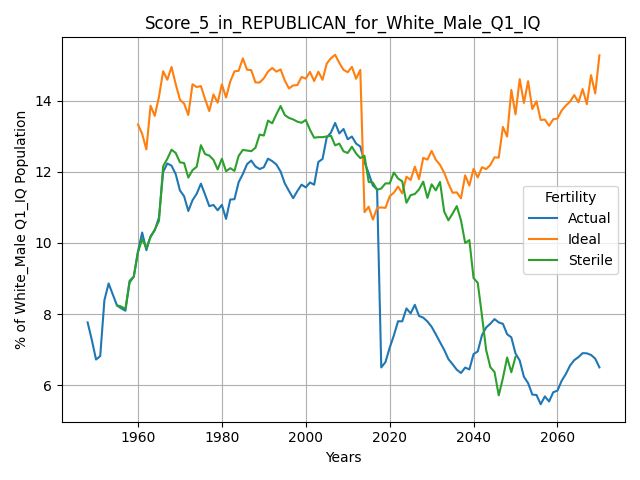 Score_5_in_REPUBLICAN_for_White_Male_Q1_IQ
% of White_Male Q1_IQ Population
14
12
10
8
6
Fertility
Actual
Ideal
Sterile
1960 1980 2000 2020 2040 2060
Years